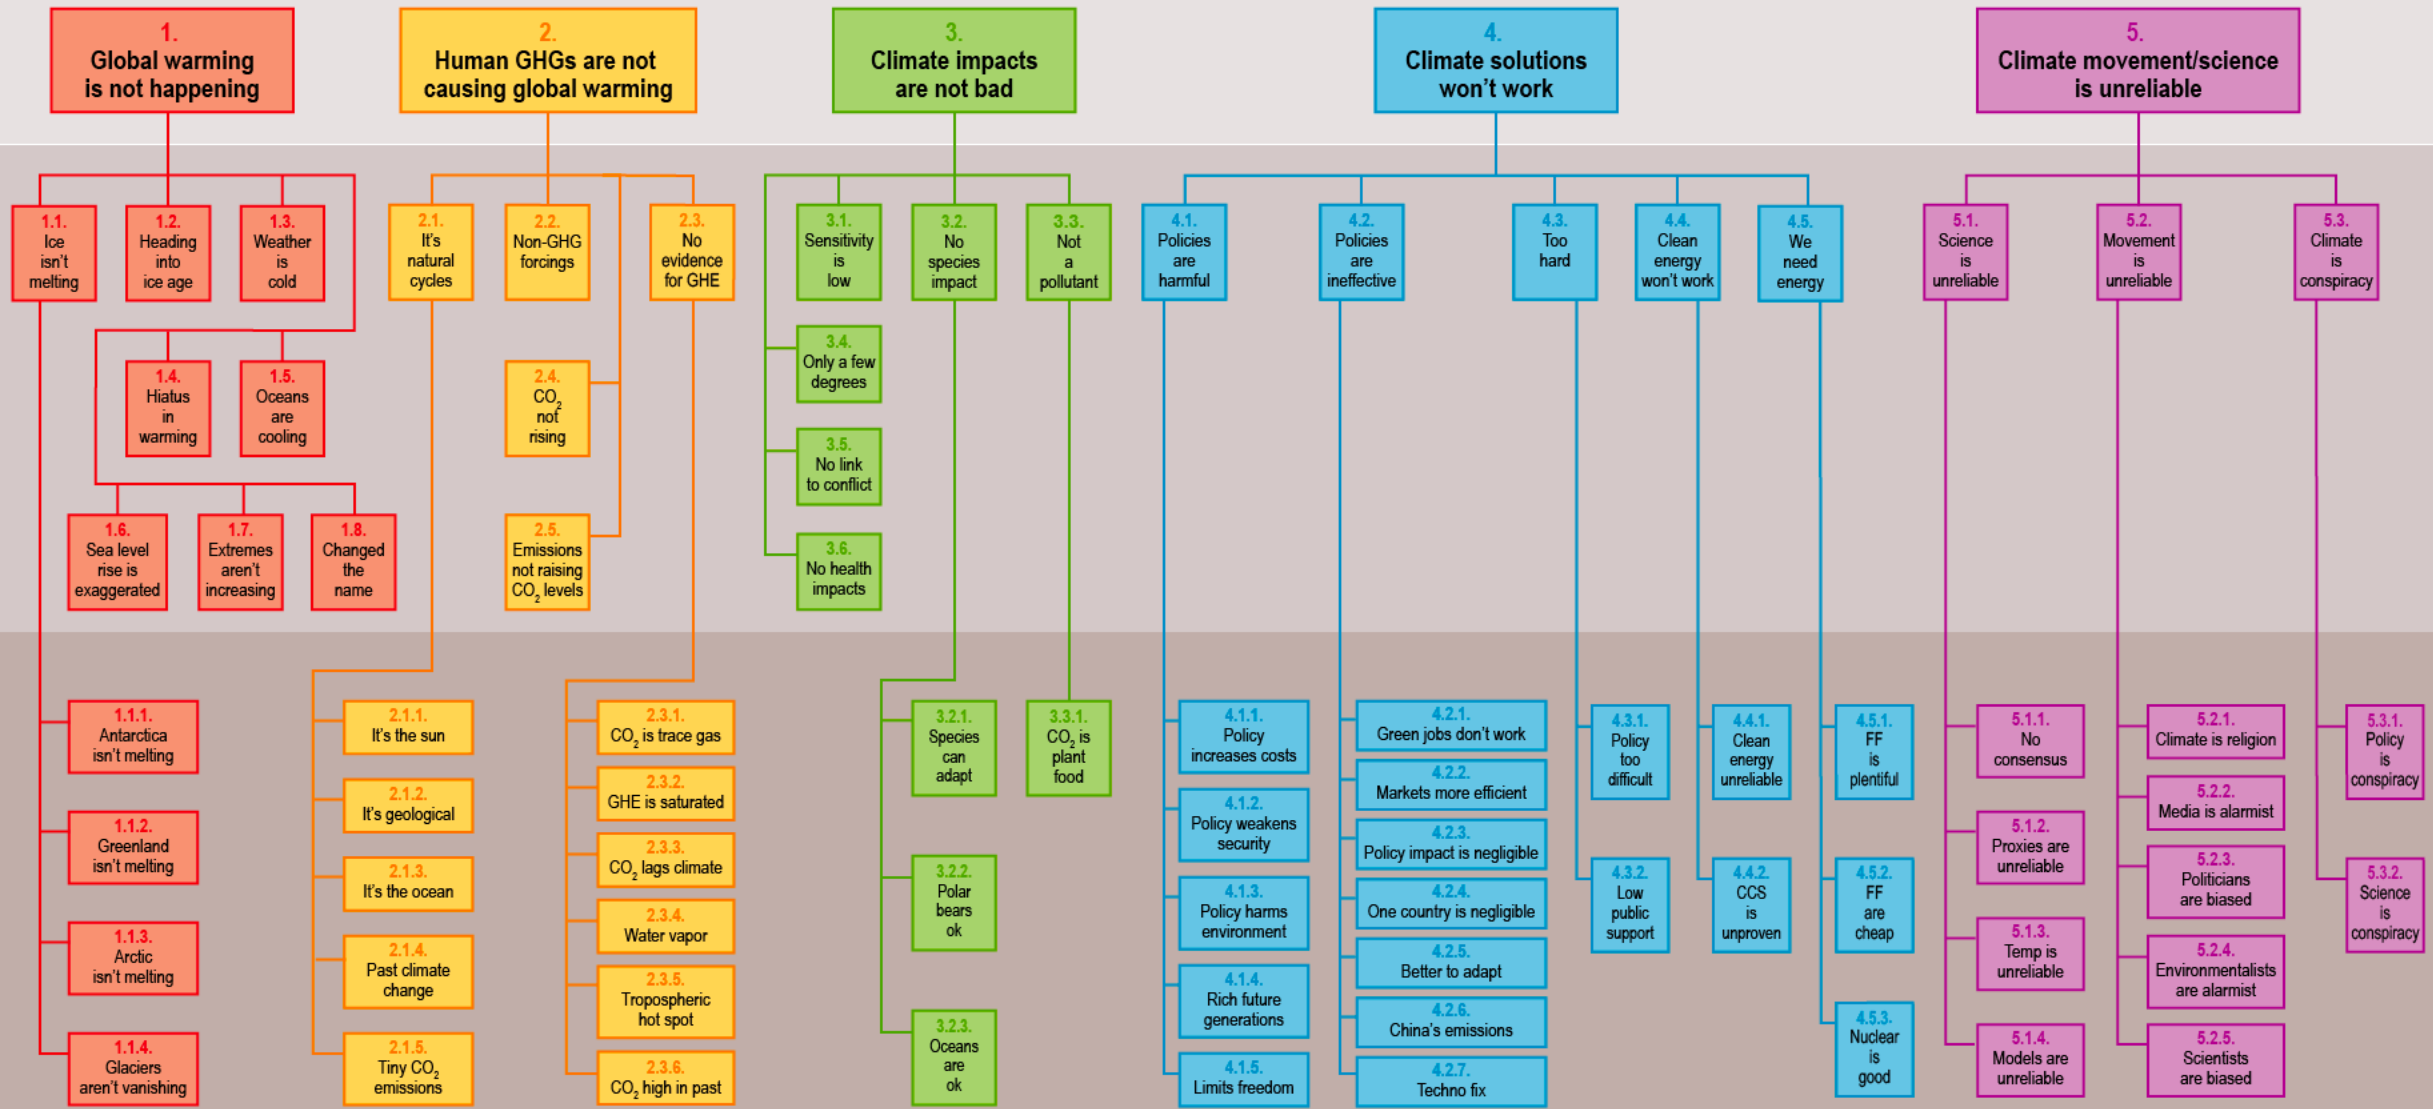 1.
Global warming
is not happening
2.
Human GHGs are not
causing global warming
3.
Climate impacts
are not bad
4.
Climate solutions
won't work
5.
Climate movement/science
is unreliable
1.1.
Ice
isn't
melting
1.2.
Heading
into
ice age
1.3.
Weather
is
cold
1.4.
Hiatus
in
warming
1.5.
Oceans
are
cooling
1.6.
Sea level
rise is
exaggerated
1.7.
Extremes
aren't
increasing
1.8.
Changed
the
name
1.1.1.
Antarctica
isn't melting
1.1.2.
Greenland
isn't melting
1.1.3.
Arctic
isn't melting
1.1.4.
Glaciers
aren't vanishing
2.1.
It's
natural
cycles
2.2.
Non-GHG
forcings
2.3.
No
evidence
for GHE
2.4.
CO2
not
rising
2.5.
Emissions
not raising
CO2 levels
2.1.1.
It's the sun
2.1.2.
It's geological
2.1.3.
It's the ocean
2.1.4.
Past climate
change
2.1.5.
Tiny CO2
emissions
2.3.1.
CO2 is trace gas
2.3.2.
GHE is saturated
2.3.3.
CO2 lags climate
2.3.4.
Water vapor
2.3.5.
Tropospheric
hot spot
2.3.6.
CO2 high in past
3.1.
Sensitivity
is
low
3.2.
No
species
impact
3.3.
Not
a
pollutant
3.4.
Only a few
degrees
3.5.
No link
to conflict
3.6.
No health
impacts
3.2.1.
Species
can
adapt
3.2.2.
Polar
bears
ok
3.2.3.
Oceans
are
ok
3.3.1.
CO2 is
plant
food
4.1.
Policies
are
harmful
4.2.
Policies
are
ineffective
4.3.
Too
hard
4.4.
Clean
energy
won't work
4.5.
We
need
energy
4.1.1.
Policy
increases costs
4.1.2.
Policy weakens
security
4.1.3.
Policy harms
environment
4.1.4.
Rich future
generations
4.1.5.
Limits freedom
4.2.1.
Green jobs don't work
4.2.2.
Markets more efficient
4.2.3.
Policy impact is negligible
4.2.4.
One country is negligible
4.2.5.
Better to adapt
4.2.6.
China's emissions
4.2.7.
Techno fix
4.3.1.
Policy
too
difficult
4.3.2.
Low
public
support
4.4.1.
Clean
energy
unreliable
4.4.2.
CCS
is
unproven
4.5.1.
FF
is
plentiful
4.5.2.
FF
are
cheap
4.5.3.
Nuclear
is
good
5.1.
Science
is
unreliable
5.2.
Movement
is
unreliable
5.3.
Climate
is
conspiracy
5.1.1.
No
consensus
5.1.2.
Proxies are
unreliable
5.1.3.
Temp is
unreliable
5.1.4.
Models are
unreliable
5.2.1.
Climate is religion
5.2.2.
Media is alarmist
5.2.3.
Politicians
are biased
5.2.4.
Environmentalists
are alarmist
5.2.5.
Scientists
are biased
5.3.1.
Policy
is
conspiracy
5.3.2.
Science
is
conspiracy